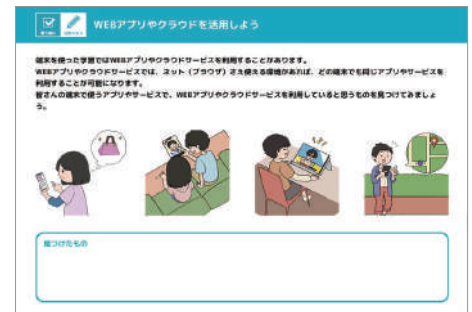 WEBアプリやクラウドを活用しよう
端末を使った学習ではWEBアプリやクラウドサービスを利用することがあります。
WEBアプリやクラウドサービスでは、ネット（ブラウザ）さえ使える環境があれば、どの端末でも同じアプリやサービスを
利用することが可能になります。
皆さんの端末で使うアプリやサービスで、WEBアプリやクラウドサービスを利用していると思うものを見つけてみましょ
う。
見つけたもの